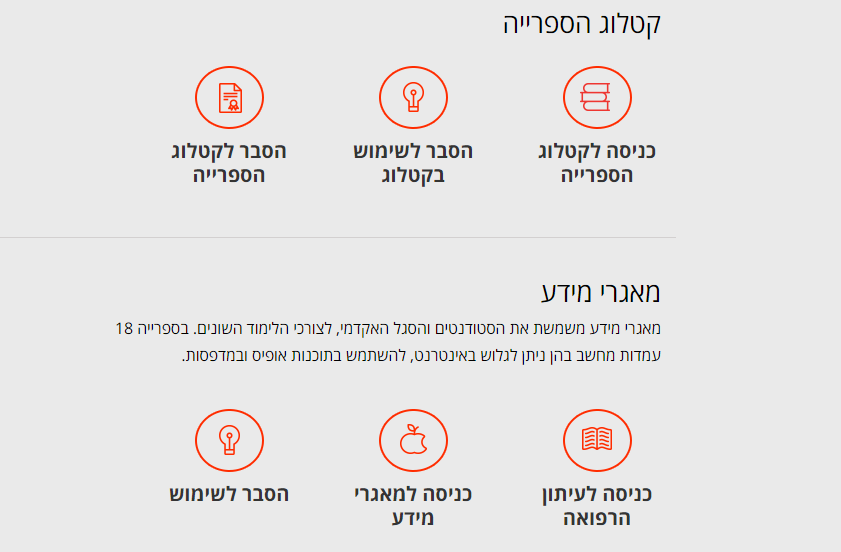 קטלוג הספרייה
כניסה לקטלוג
הספרייה
הסבר לשימוש
בקטלוג
הסבר לקטלוג
הספרייה
מאגרי מידע
מאגרי מידע משמשת את הסטודנטים והסגל האקדמי, לצורכי הלימוד השונים. בספרייה 18
עמדות מחשב בהן ניתן לגלוש באינטרנט, להשתמש בתוכנות אופיס ובמדפסות.
כניסה לעיתון
הרפואה
כניסה למאגרי
מידע
הסבר לשימוש